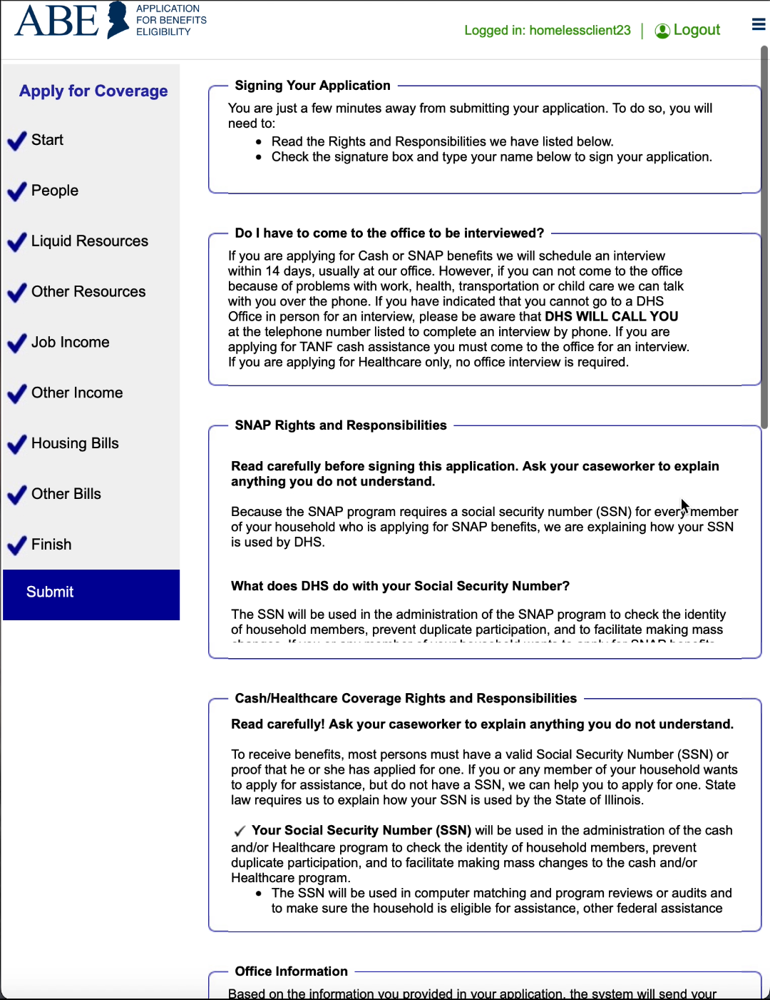 ABE
APPLICATION
FOR BENEFITS
ELIGIBILITY
Logged in: homelessclient23 | Logout
Apply for Coverage
Start
People
Liquid Resources
Other Resources
Job Income
Other Income
Housing Bills
Other Bills
Finish
Submit
Signing Your Application
You are just a few minutes away from submitting your application. To do so, you will
need to:
• Read the Rights and Responsibilities we have listed below.
• Check the signature box and type your name below to sign your application.
Do I have to come to the office to be interviewed?
If you are applying for Cash or SNAP benefits we will schedule an interview
within 14 days, usually at our office. However, if you can not come to the office
because of problems with work, health, transportation or child care we can talk
with you over the phone. If you have indicated that you cannot go to a DHS
Office in person for an interview, please be aware that DHS WILL CALL YOU
at the telephone number listed to complete an interview by phone. If you are
applying for TANF cash assistance you must come to the office for an interview.
If you are applying for Healthcare only, no office interview is required.
SNAP Rights and Responsibilities
Read carefully before signing this application. Ask your caseworker to explain
anything you do not understand.
Because the SNAP program requires a social security number (SSN) for every member
of your household who is applying for SNAP benefits, we are explaining how your SSN
is used by DHS.
What does DHS do with your Social Security Number?
The SSN will be used in the administration of the SNAP program to check the identity
of household members, prevent duplicate participation, and to facilitate making mass
changes. If you or any member of your household wants to apply for SNAP benefits
Cash/Healthcare Coverage Rights and Responsibilities
Read carefully! Ask your caseworker to explain anything you do not understand.
To receive benefits, most persons must have a valid Social Security Number (SSN) or
proof that he or she has applied for one. If you or any member of your household wants
to apply for assistance, but do not have a SSN, we can help you to apply for one. State
law requires us to explain how your SSN is used by the State of Illinois.
✓ Your Social Security Number (SSN) will be used in the administration of the cash
and/or Healthcare program to check the identity of household members, prevent
duplicate participation, and to facilitate making mass changes to the cash and/or
Healthcare program.
• The SSN will be used in computer matching and program reviews or audits and
to make sure the household is eligible for assistance, other federal assistance
Office Information
Based on the information you provided in your application, the system will send your